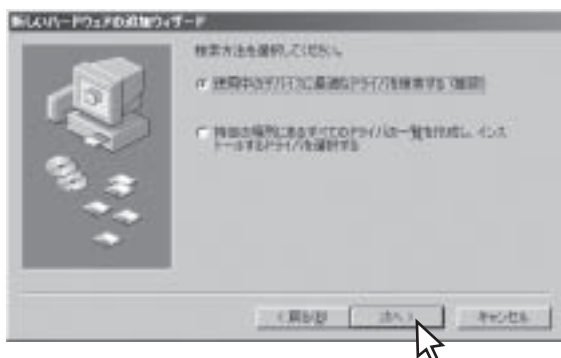 新しいハードウェアの追加ウィザード
検索方法を選択してください。
使用中のデバイスに最適なドライバを検索する (推奨)
特定の場所にあるすべてのドライバの一覧を作成し、インス
トールするドライバを選択する
< 戻る(B)
次へ >
キャンセル